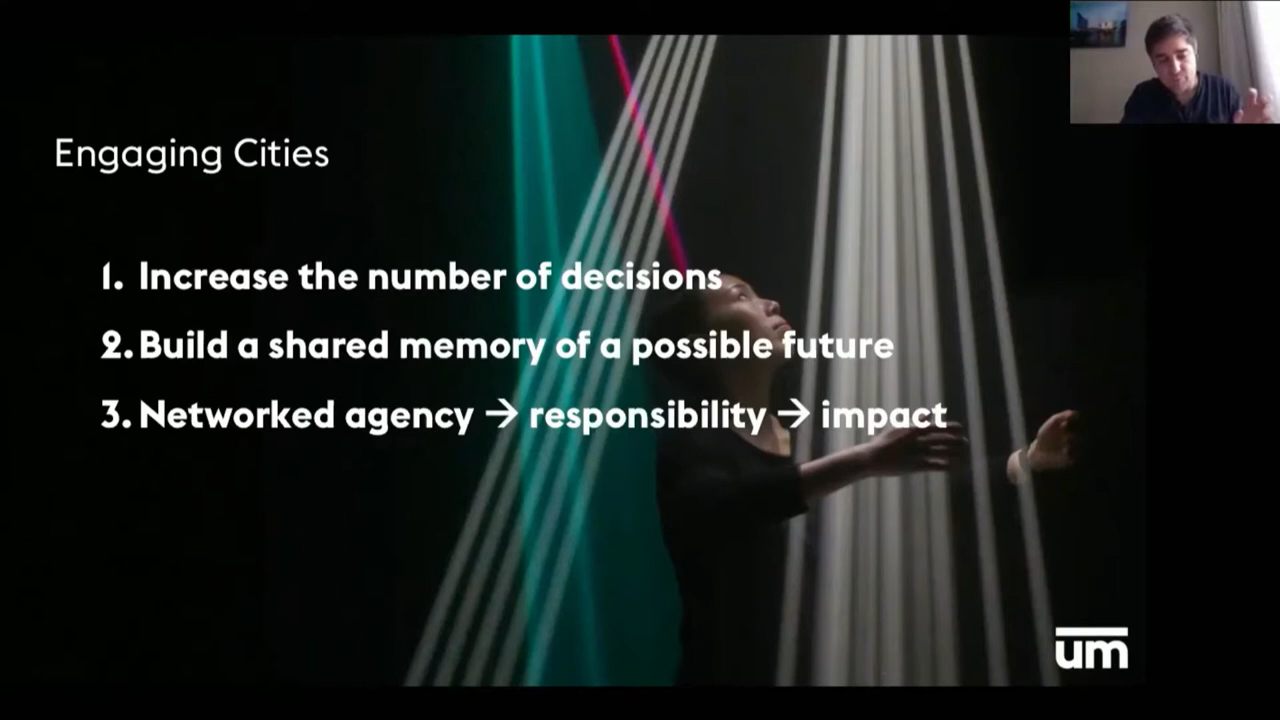 Engaging Cities
1. Increase the number of decisions
2. Build a shared memory of a possible future
3. Networked agency → responsibility → impact
um